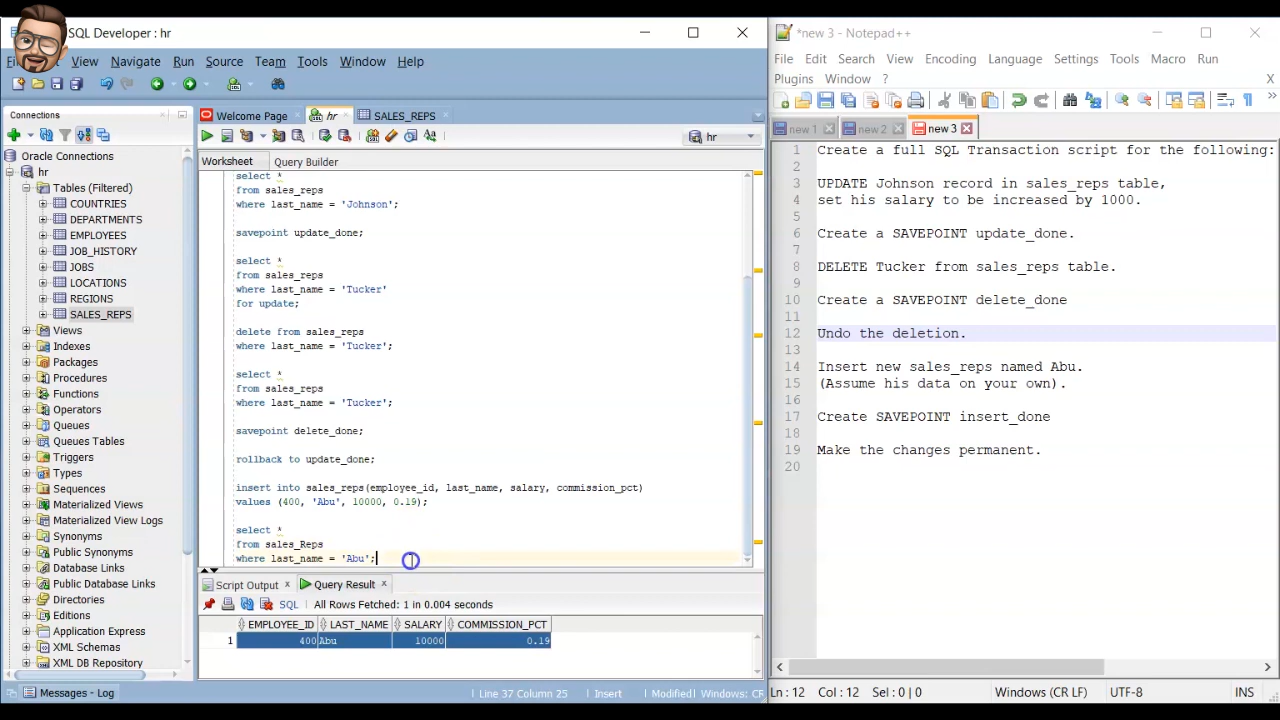 SQL Developer: hr
View Navigate Run Source Team Tools Window Help
Connections
Oracle Connections
hr
Tables (Filtered)
COUNTRIES
DEPARTMENTS
EMPLOYEES
JOB_HISTORY
JOBS
LOCATIONS
REGIONS
SALES_REPS
Views
Indexes
Packages
Procedures
Functions
Operators
Queues
Queues Tables
Triggers
Types
Sequences
Materialized Views
Materialized View Logs
Synonyms
Public Synonyms
Database Links
Public Database Links
Directories
Editions
Application Express
XML Schemas
XML DB Repository
Messages - Log
Welcome Page hr SALES_REPS
hr
Worksheet Query Builder
select *
from sales_reps
where last_name = 'Johnson';
savepoint update_done;
select *
from sales_reps
where last_name = 'Tucker'
for update;
delete from sales_reps
where last_name = 'Tucker';
select *
from sales_reps
where last_name = 'Tucker';
savepoint delete_done;
rollback to update_done;
insert into sales_reps(employee_id, last_name, salary, commission_pct)
values (400, 'Abu', 10000, 0.19);
select *
from sales_Reps
where last_name = 'Abu';
Script Output Query Result
SQL All Rows Fetched: 1 in 0.004 seconds
EMPLOYEE_ID LAST_NAME SALARY COMMISSION_PCT
1 400 Abu 10000 0.19
Line 37 Column 25 Insert Modified Windows: CR
*new 3 - Notepad++
File Edit Search View Encoding Language Settings Tools Macro Run
Plugins Window ? X
new 1 new 2 new 3
1 Create a full SQL Transaction script for the following:
2
3 UPDATE Johnson record in sales_reps table,
4 set his salary to be increased by 1000.
5
6 Create a SAVEPOINT update_done.
7
8 DELETE Tucker from sales_reps table.
9
10 Create a SAVEPOINT delete_done
11
12 Undo the deletion.
13
14 Insert new sales_reps named Abu.
15 (Assume his data on your own).
16
17 Create SAVEPOINT insert_done
18
19 Make the changes permanent.
20
Ln : 12 Col : 12 Sel : 0 | 0 Windows (CR LF) UTF-8 INS